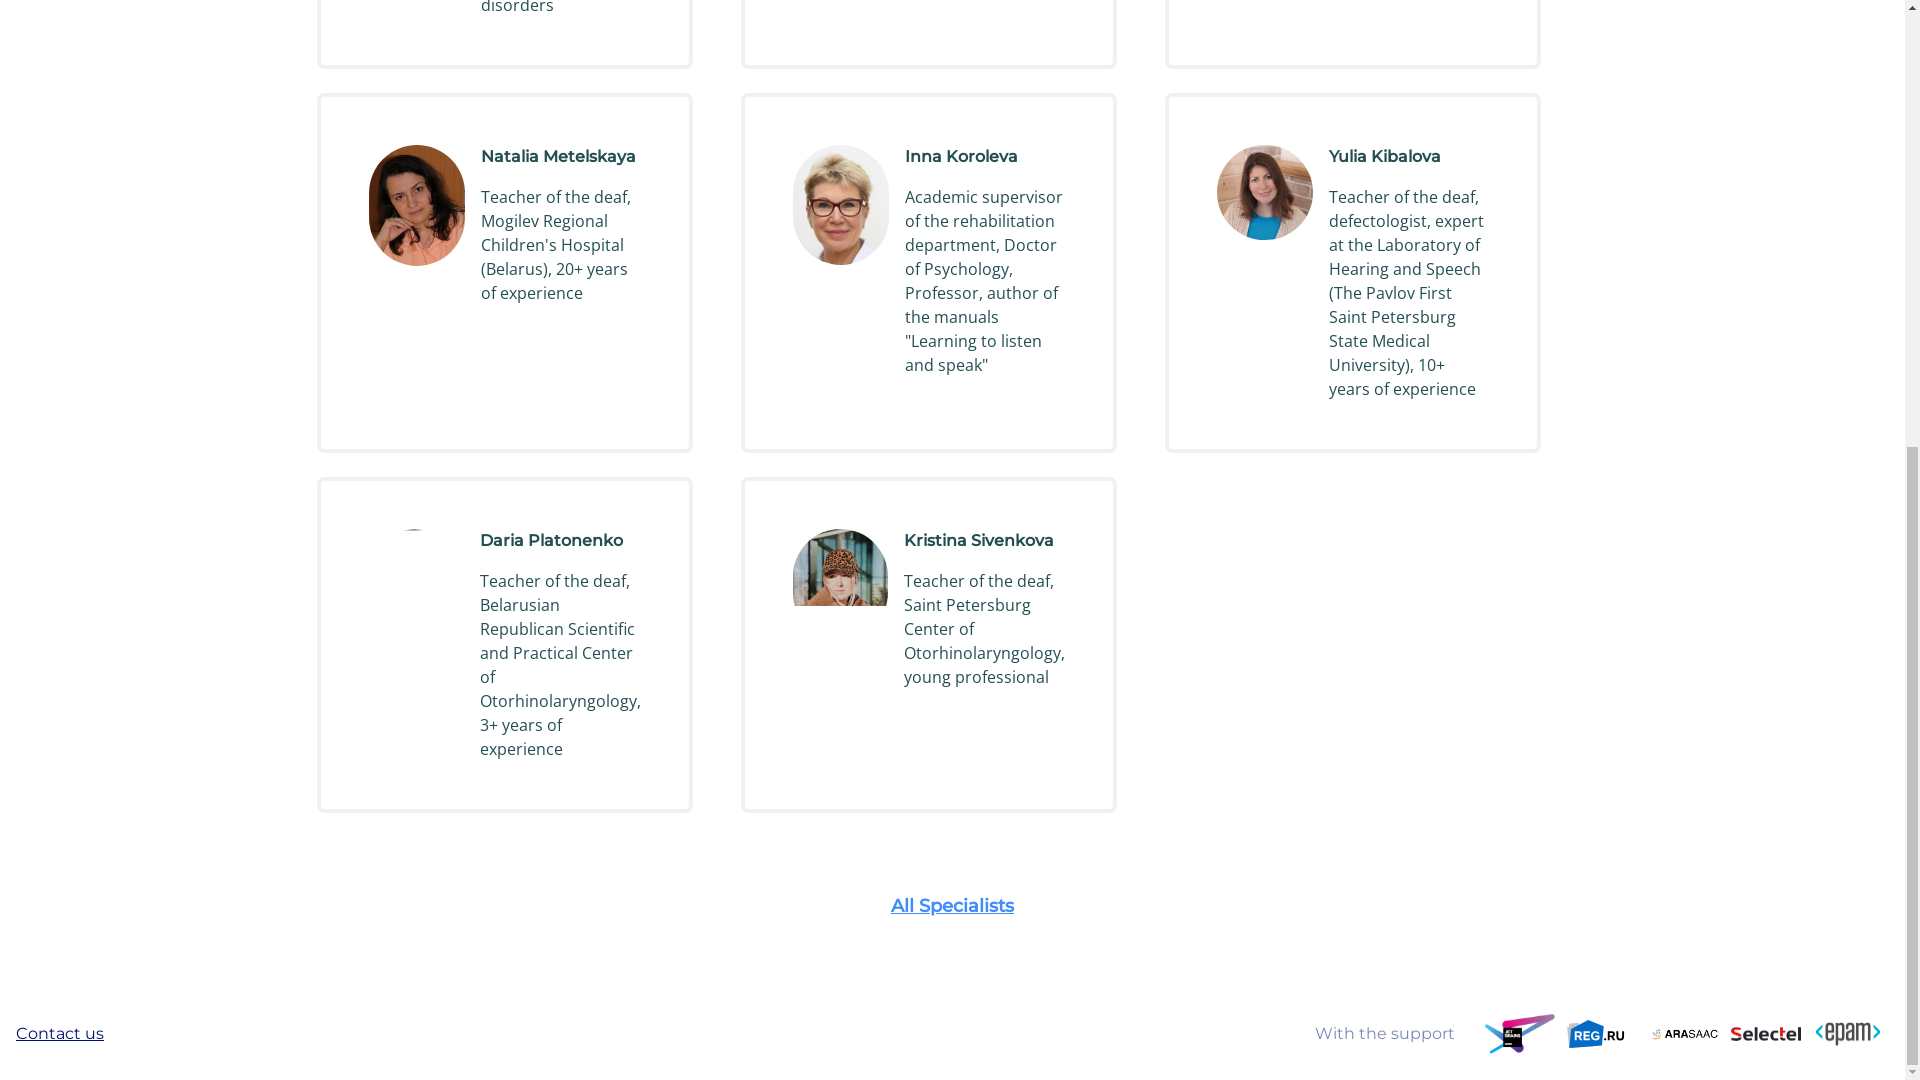 disorders
Natalia Metelskaya
Teacher of the deaf,
Mogilev Regional
Children's Hospital
(Belarus), 20+ years
of experience
Inna Koroleva
Academic supervisor
of the rehabilitation
department, Doctor
of Psychology,
Professor, author of
the manuals
"Learning to listen
and speak"
Yulia Kibalova
Teacher of the deaf,
defectologist, expert
at the Laboratory of
Hearing and Speech
(The Pavlov First
Saint Petersburg
State Medical
University), 10+
years of experience
Daria Platonenko
Teacher of the deaf,
Belarusian
Republican Scientific
and Practical Center
of
Otorhinolaryngology,
3+ years of
experience
Kristina Sivenkova
Teacher of the deaf,
Saint Petersburg
Center of
Otorhinolaryngology,
young professional
All Specialists
Contact us
With the support
JET
BRAINS
REG.RU
ARASAAC
Selectel
<epam>